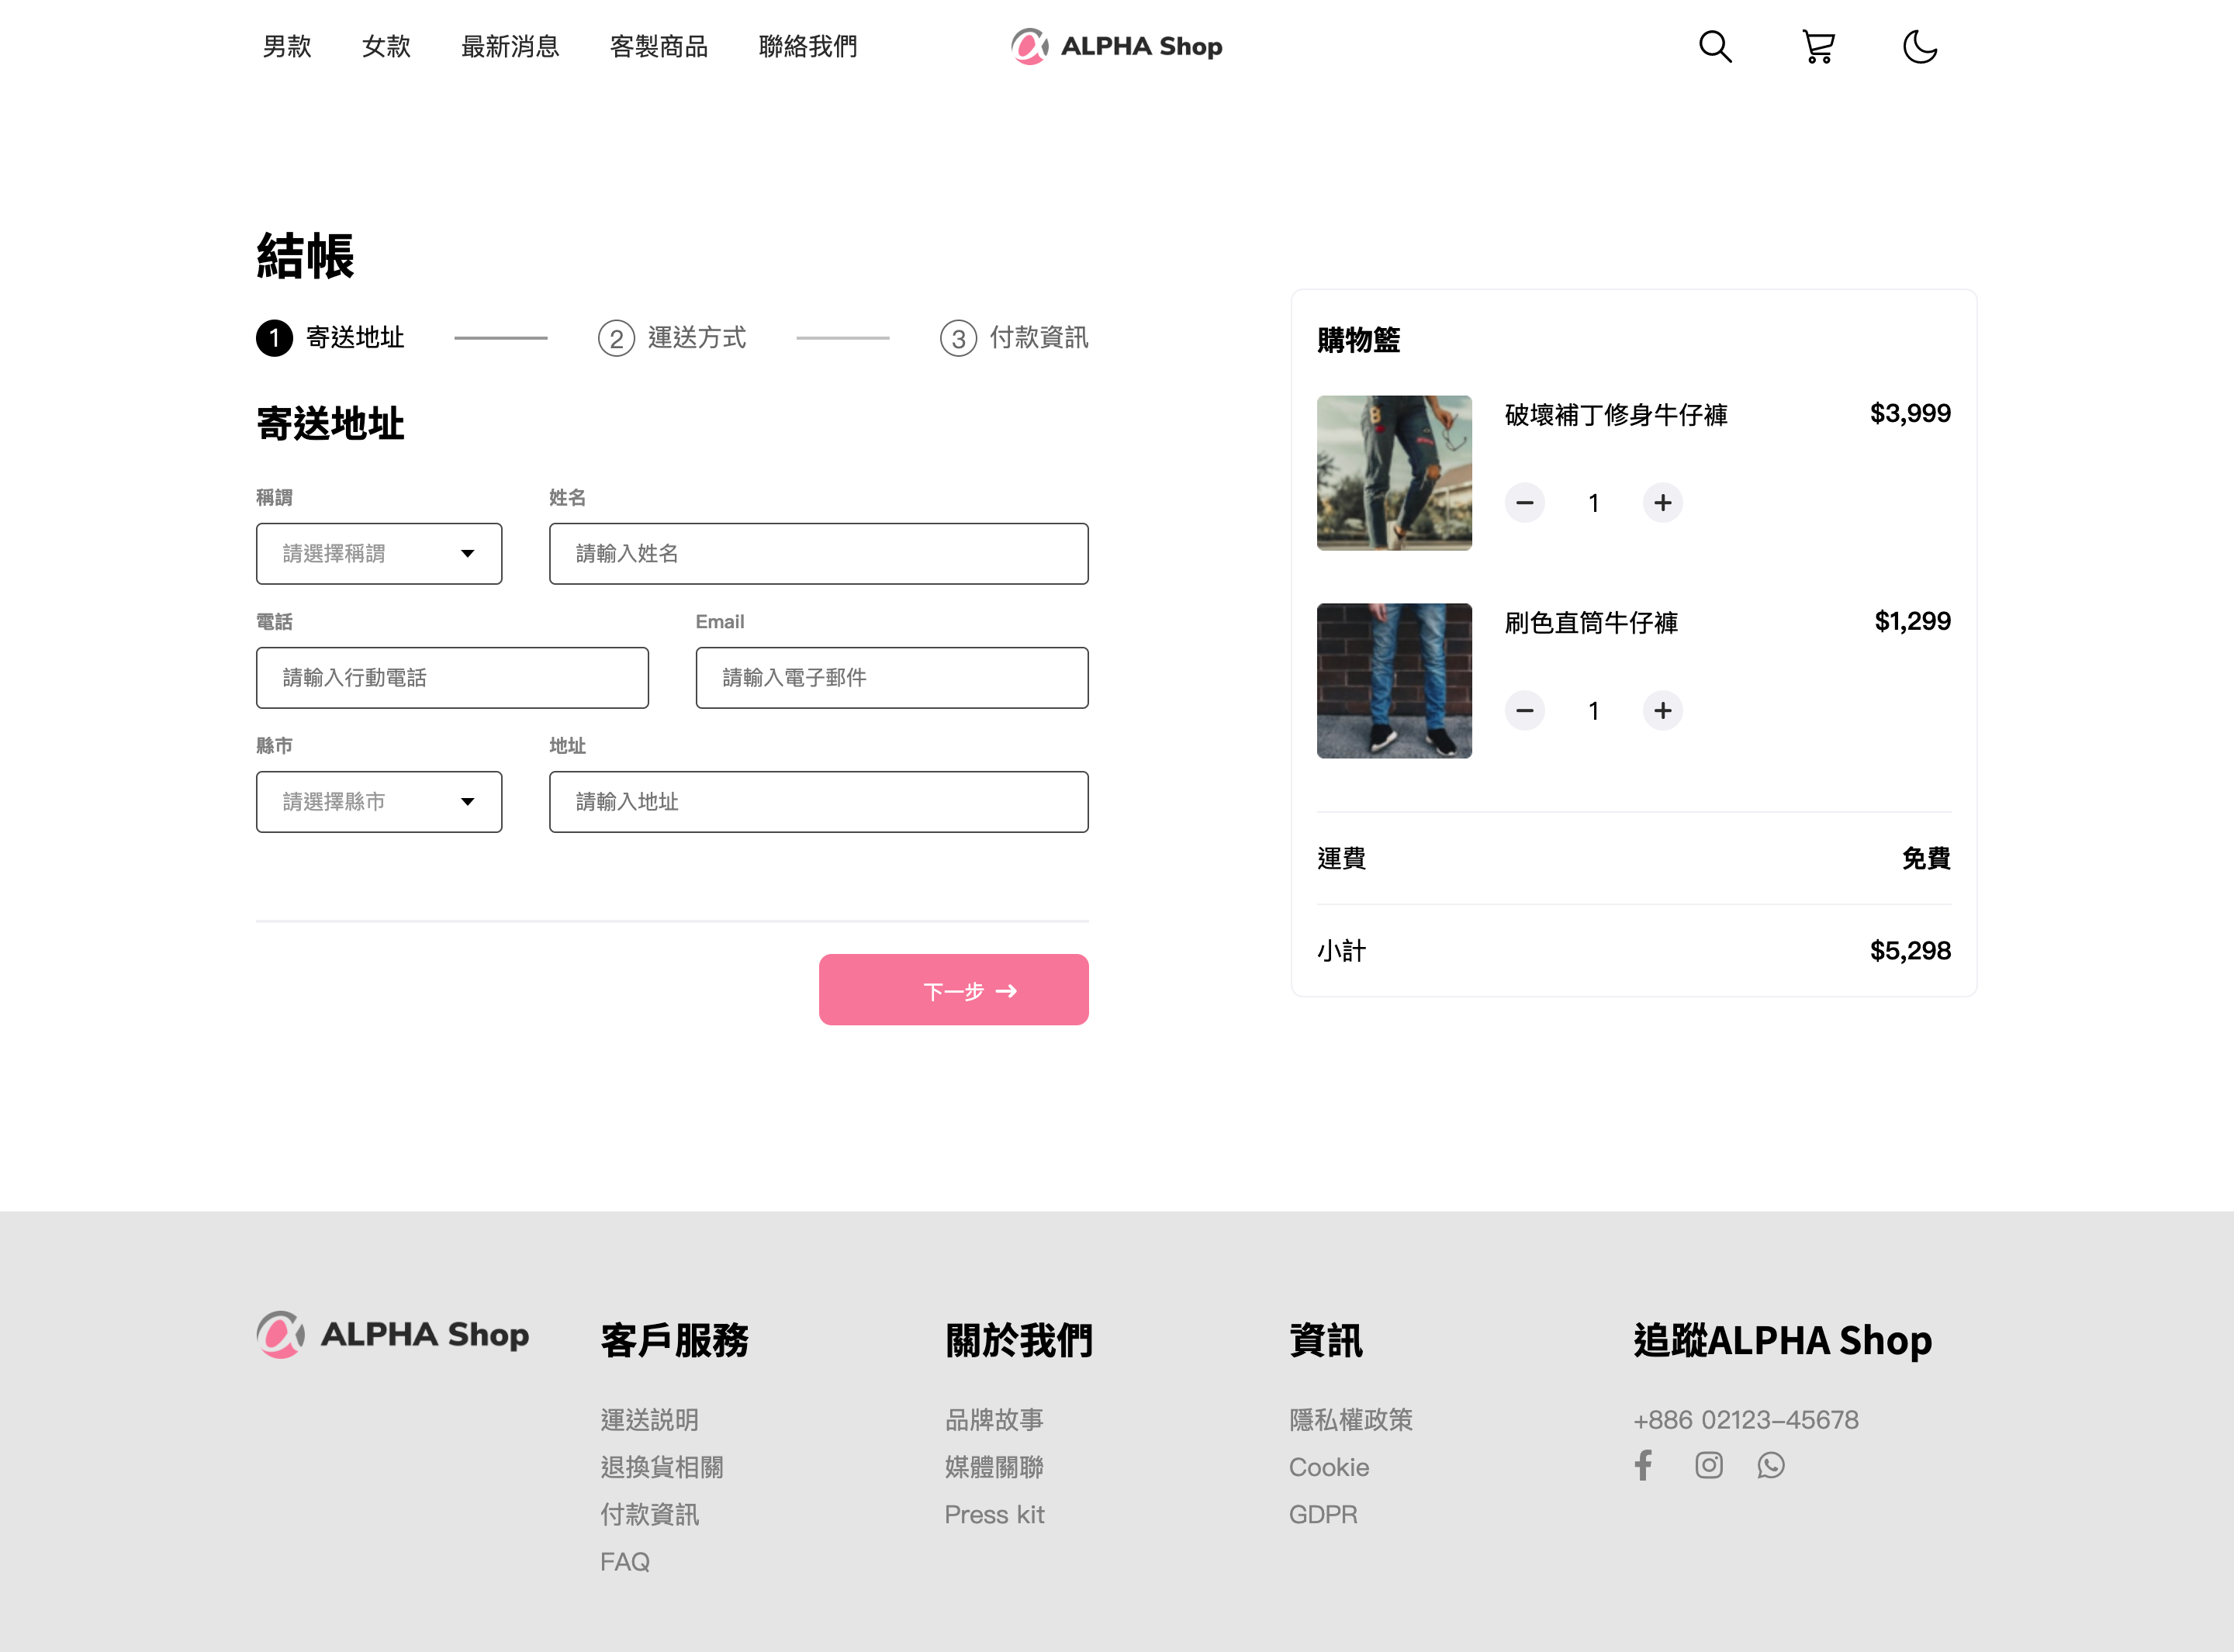 男款 女款 最新消息 客製商品 聯絡我們 ALPHA Shop
結帳
1 寄送地址 2 運送方式 3 付款資訊
寄送地址
稱謂 姓名
請選擇稱謂 請輸入姓名
電話 Email
請輸入行動電話 請輸入電子郵件
縣市 地址
請選擇縣市 請輸入地址
下一步
購物籃
破壞補丁修身牛仔褲 $3,999
1
刷色直筒牛仔褲 $1,299
1
運費 免費
小計 $5,298
ALPHA Shop
客戶服務
運送說明
退換貨相關
付款資訊
FAQ
關於我們
品牌故事
媒體關聯
Press kit
資訊
隱私權政策
Cookie
GDPR
追蹤ALPHA Shop
+886 02123-45678